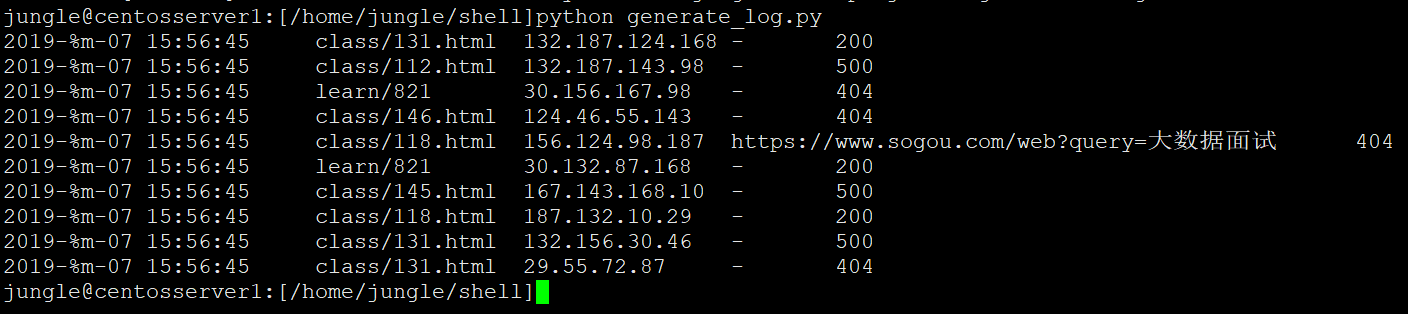 jungle@centosserver1:[/home/jungle/shell]python generate_log.py
2019-%m-07 15:56:45 class/131.html 132.187.124.168 - 200
2019-%m-07 15:56:45 class/112.html 132.187.143.98 - 500
2019-%m-07 15:56:45 learn/821 30.156.167.98 - 404
2019-%m-07 15:56:45 class/146.html 124.46.55.143 - 404
2019-%m-07 15:56:45 class/118.html 156.124.98.187 https://www.sogou.com/web?query=大数据面试 404
2019-%m-07 15:56:45 learn/821 30.132.87.168 - 200
2019-%m-07 15:56:45 class/145.html 167.143.168.10 - 500
2019-%m-07 15:56:45 class/118.html 187.132.10.29 - 200
2019-%m-07 15:56:45 class/131.html 132.156.30.46 - 500
2019-%m-07 15:56:45 class/131.html 29.55.72.87 - 404
jungle@centosserver1:[/home/jungle/shell]